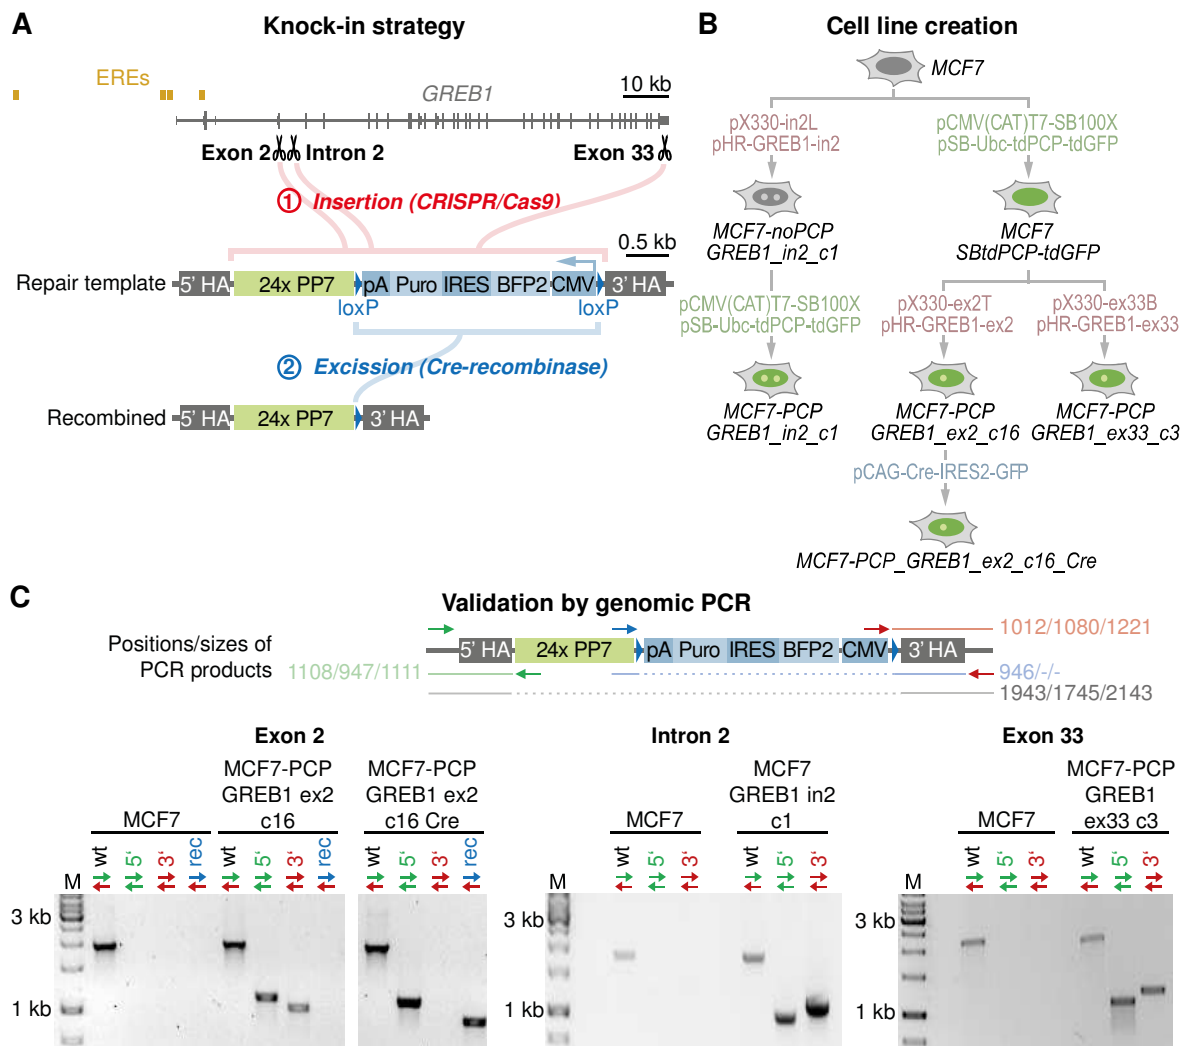 A
Knock-in strategy
EREs
GREB1
10 kb
Exon 2
Intron 2
Exon 33
1 Insertion (CRISPR/Cas9)
0.5 kb
Repair template
5' HA
24x PP7
pA
Puro
IRES
BFP2
CMV
3' HA
loxP
loxP
2 Excission (Cre-recombinase)
Recombined
5' HA
24x PP7
3' HA
B
Cell line creation
MCF7
pX330-in2L
pHR-GREB1-in2
pCMV(CAT)T7-SB100X
pSB-Ubc-tdPCP-tdGFP
MCF7-noPCP
GREB1_in2_c1
MCF7
SBtdPCP-tdGFP
pCMV(CAT)T7-SB100X
pSB-Ubc-tdPCP-tdGFP
pX330-ex2T
pHR-GREB1-ex2
pX330-ex33B
pHR-GREB1-ex33
MCF7-PCP
GREB1_in2_c1
MCF7-PCP
GREB1_ex2_c16
MCF7-PCP
GREB1_ex33_c3
pCAG-Cre-IRES2-GFP
MCF7-PCP_GREB1_ex2_c16_Cre
C
Validation by genomic PCR
Positions/sizes of
PCR products
5' HA
24x PP7
pA
Puro
IRES
BFP2
CMV
3' HA
1012/1080/1221
1108/947/1111
946/-/-
1943/1745/2143
Exon 2
MCF7
MCF7-PCP
GREB1 ex2
c16
MCF7-PCP
GREB1 ex2
c16 Cre
M
wt
5‘
3‘
rec
wt
5‘
3‘
rec
wt
5‘
3‘
rec
3 kb
1 kb
Intron 2
MCF7
MCF7
GREB1 in2
c1
M
wt
5‘
3‘
wt
5‘
3‘
3 kb
1 kb
Exon 33
MCF7
MCF7-PCP
GREB1
ex33 c3
M
wt
5‘
3‘
wt
5‘
3‘
3 kb
1 kb